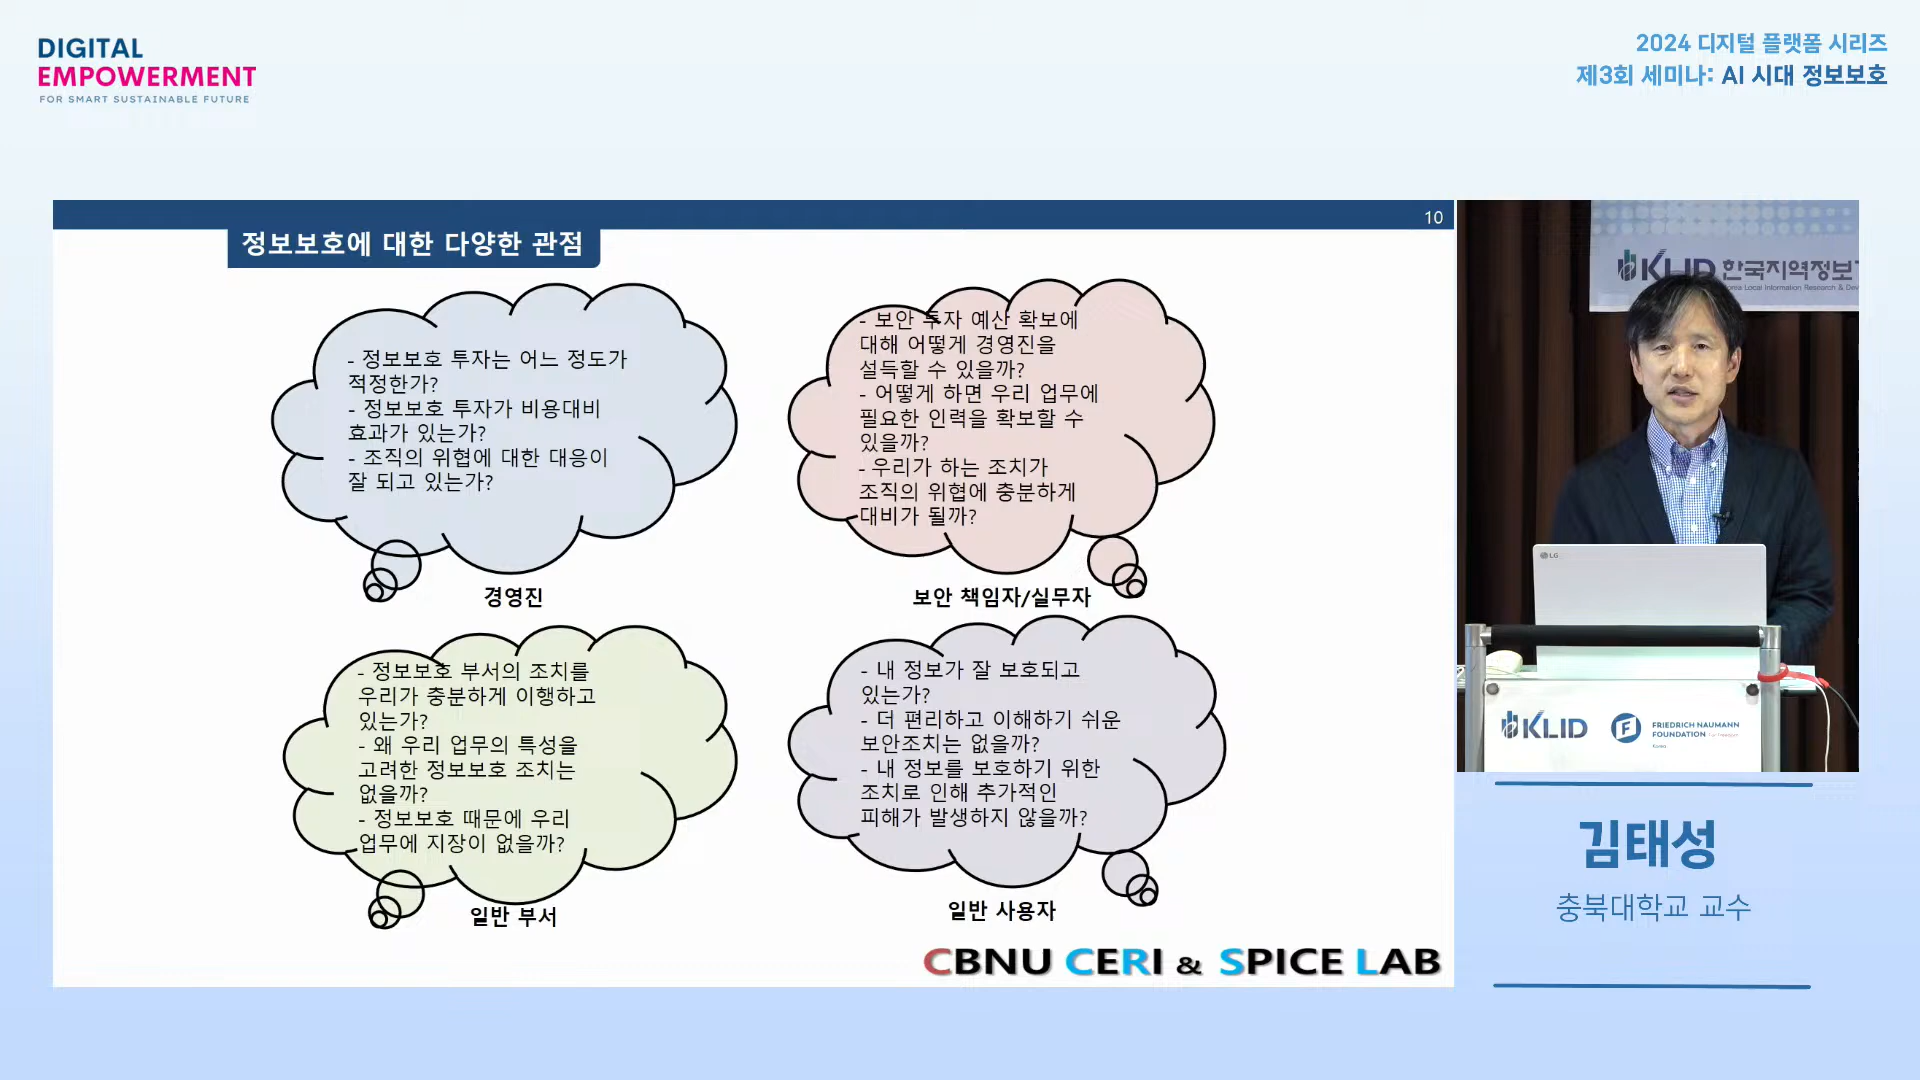 DIGITAL
EMPOWERMENT
FOR SMART SUSTAINABLE FUTURE
2024 디지털 플랫폼 시리즈
제3회 세미나: AI 시대 정보보호
10
정보보호에 대한 다양한 관점
- 정보보호 투자는 어느 정도가
적정한가?
- 정보보호 투자가 비용대비
효과가 있는가?
- 조직의 위협에 대한 대응이
잘 되고 있는가?
경영진
- 보안 투자 예산 확보에
대해 어떻게 경영진을
설득할 수 있을까?
- 어떻게 하면 우리 업무에
필요한 인력을 확보할 수
있을까?
- 우리가 하는 조치가
조직의 위협에 충분하게
대비가 될까?
보안 책임자/실무자
- 정보보호 부서의 조치를
우리가 충분하게 이행하고
있는가?
- 왜 우리 업무의 특성을
고려한 정보보호 조치는
없을까?
- 정보보호 때문에 우리
업무에 지장이 없을까?
일반 부서
- 내 정보가 잘 보호되고
있는가?
- 더 편리하고 이해하기 쉬운
보안조치는 없을까?
- 내 정보를 보호하기 위한
조치로 인해 추가적인
피해가 발생하지 않을까?
일반 사용자
CBNU CERI & SPICE LAB
KLID 한국지역정보
Local Information Research &
LG
KLID
FRIEDRICH NAUMANN
FOUNDATION For Freedom
Korea
김태성
충북대학교 교수